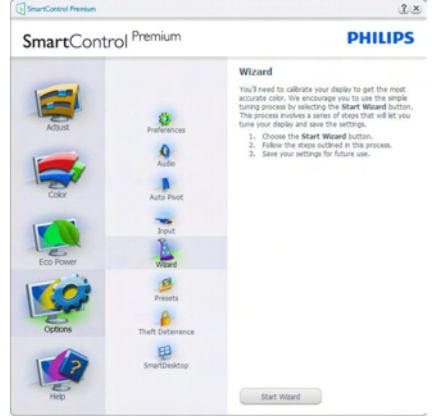 SmartControl Premium
SmartControl Premium
PHILIPS
Adjust
Color
Eco Power
Options
Help
Preferences
Audio
Auto Pivot
Input
Wizard
Presets
Theft Deterrence
SmartDesktop
Wizard
You'll need to calibrate your display to get the most
accurate color. We encourage you to use the simple
tuning process by selecting the Start Wizard button.
This process involves a series of steps that will let you
tune your display and save the settings.
1. Choose the Start Wizard button.
2. Follow the steps outlined in this process.
3. Save your settings for future use.
Start Wizard